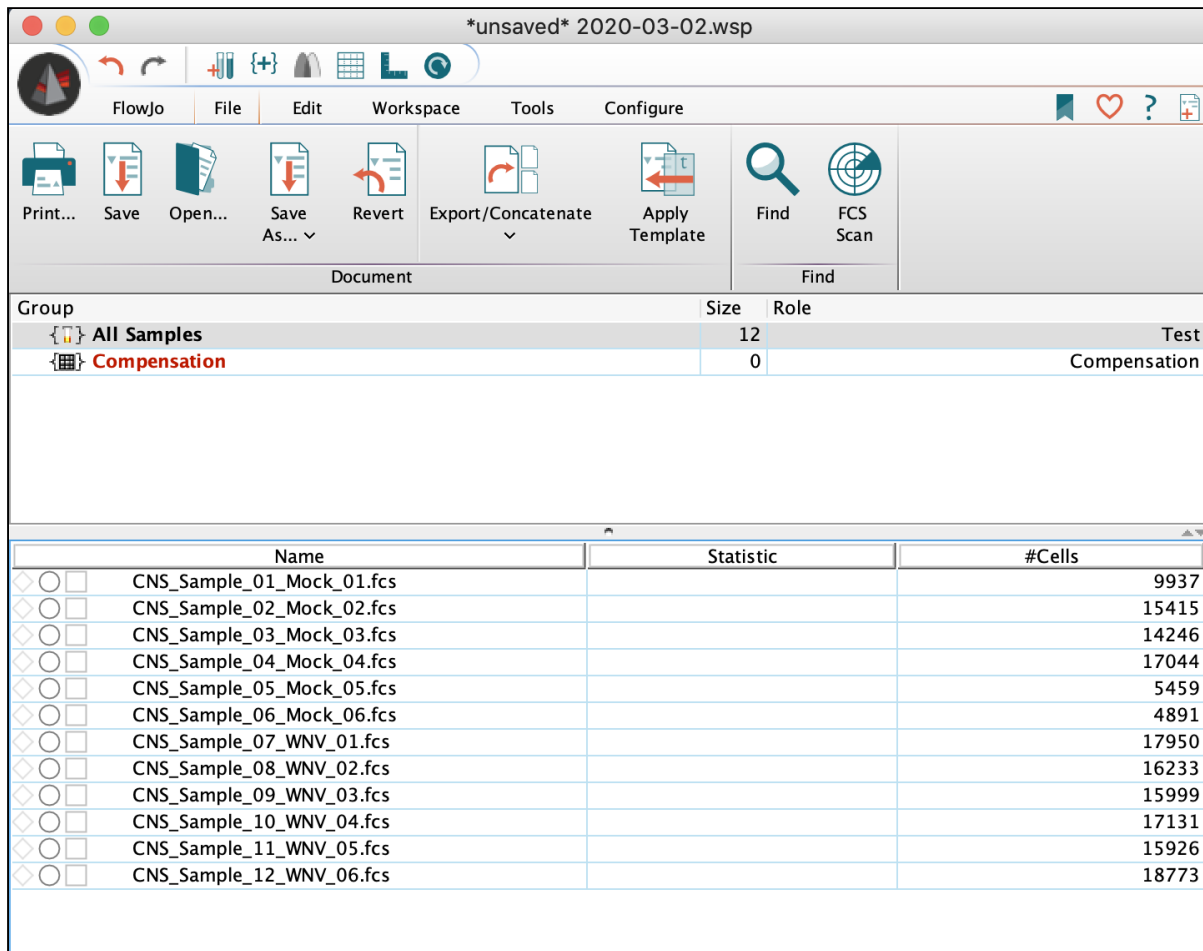 *unsaved* 2020-03-02.wsp
FlowJo File Edit Workspace Tools Configure
Print... Save Open... Save As... Revert Export/Concatenate Apply Template Find FCS Scan
Document Find
Group Size Role
All Samples 12 Test
Compensation 0 Compensation
Name Statistic #Cells
CNS_Sample_01_Mock_01.fcs 9937
CNS_Sample_02_Mock_02.fcs 15415
CNS_Sample_03_Mock_03.fcs 14246
CNS_Sample_04_Mock_04.fcs 17044
CNS_Sample_05_Mock_05.fcs 5459
CNS_Sample_06_Mock_06.fcs 4891
CNS_Sample_07_WNV_01.fcs 17950
CNS_Sample_08_WNV_02.fcs 16233
CNS_Sample_09_WNV_03.fcs 15999
CNS_Sample_10_WNV_04.fcs 17131
CNS_Sample_11_WNV_05.fcs 15926
CNS_Sample_12_WNV_06.fcs 18773